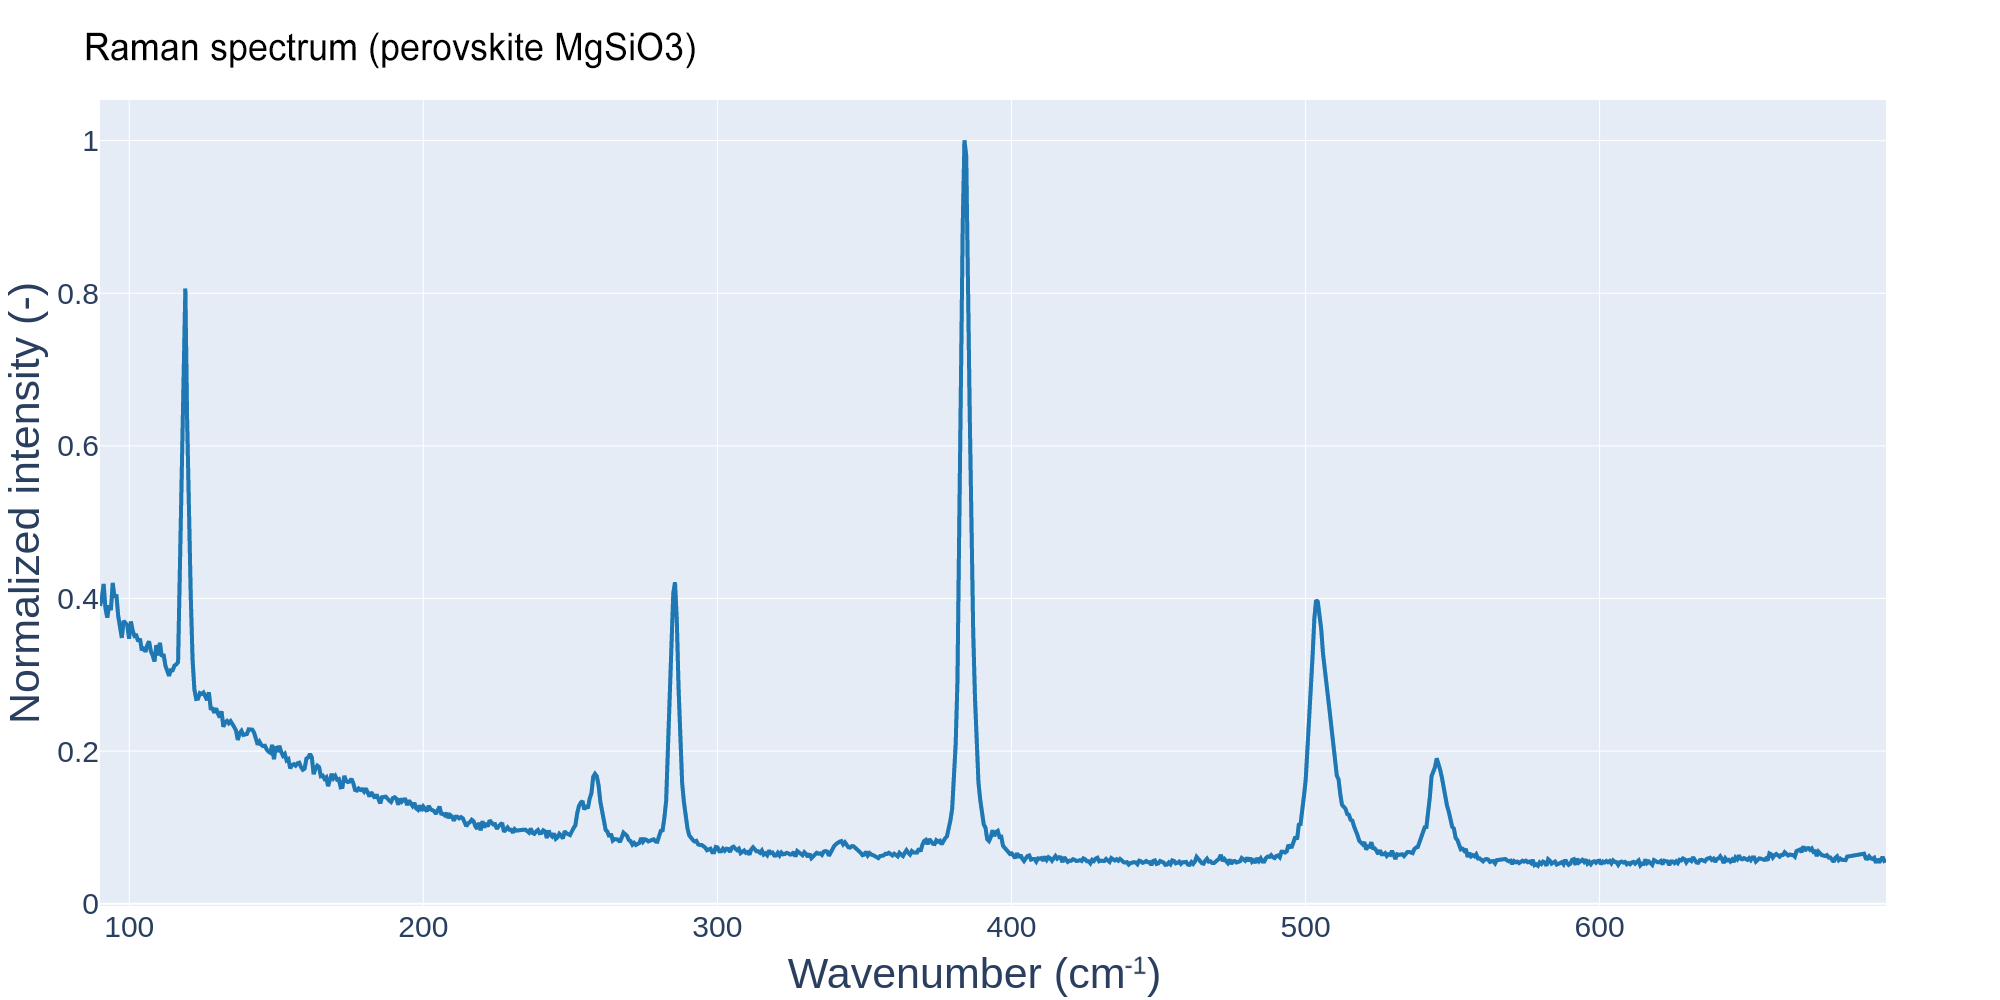 Raman spectrum (perovskite MgSiO3)
1
0.8
0.6
0.4
0.2
0
Normalized intensity (-)
100 200 300 400 500 600
Wavenumber (cm-1)